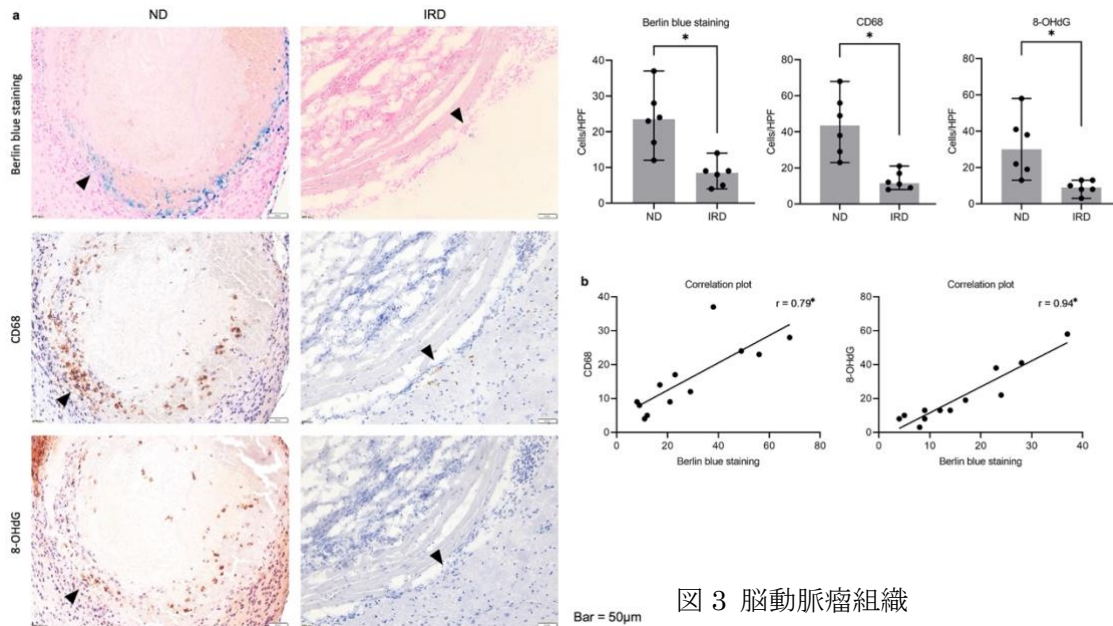 a
ND
IRD
Berlin blue staining
CD68
8-OHdG
Berlin blue staining
*
Cells/HPF
40
30
20
10
0
ND
IRD
CD68
*
Cells/HPF
80
60
40
20
0
ND
IRD
8-OHdG
*
Cells/HPF
80
60
40
20
0
ND
IRD
b
Correlation plot
r = 0.79*
CD68
40
30
20
10
0
0 20 40 60 80
Berlin blue staining
Correlation plot
r = 0.94*
8-OHdG
80
60
40
20
0
0 10 20 30 40
Berlin blue staining
Bar = 50μm
図 3 脳動脈瘤組織